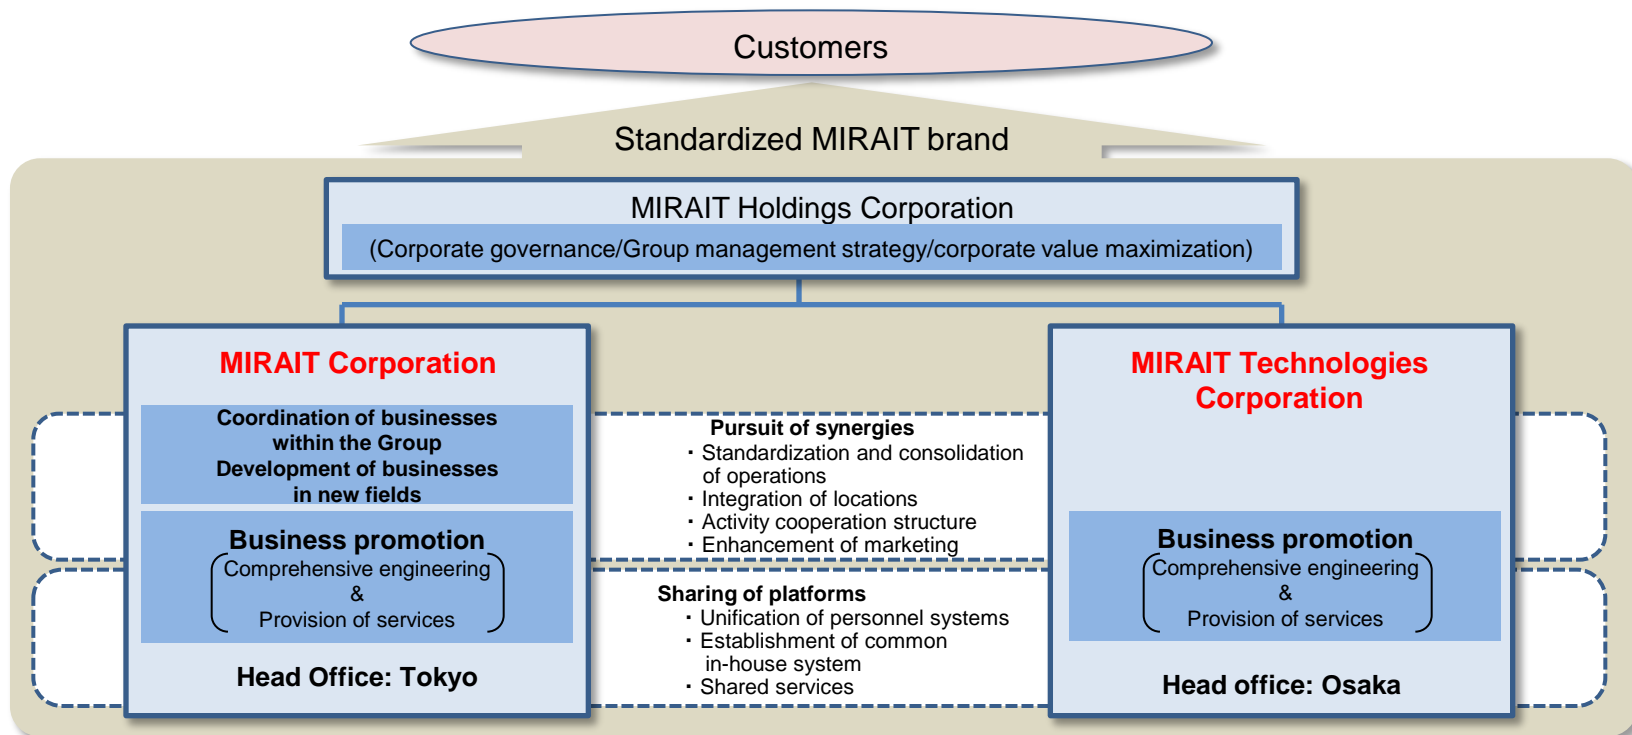 Customers
Standardized MIRAIT brand
MIRAIT Holdings Corporation
(Corporate governance/Group management strategy/corporate value maximization)
MIRAIT Corporation
Coordination of businesses
within the Group
Development of businesses
in new fields
Business promotion
Comprehensive engineering
&
Provision of services
Head Office: Tokyo
Pursuit of synergies
・Standardization and consolidation
of operations
・Integration of locations
・Activity cooperation structure
・Enhancement of marketing
Sharing of platforms
・Unification of personnel systems
・Establishment of common
in-house system
・Shared services
MIRAIT Technologies
Corporation
Business promotion
Comprehensive engineering
&
Provision of services
Head office: Osaka